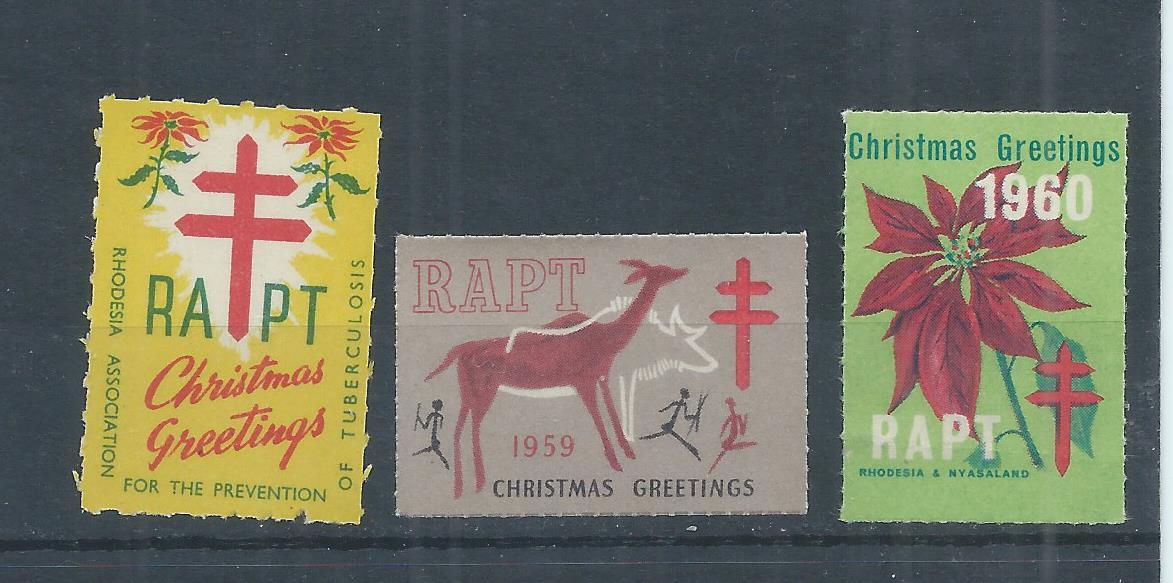 RAPT
Christmas
Greetings
RHODESIA ASSOCIATION
FOR THE PREVENTION
OF TUBERCULOSIS
RAPT
1959
CHRISTMAS GREETINGS
Christmas Greetings
1960
RAPT
RHODESIA & NYASALAND